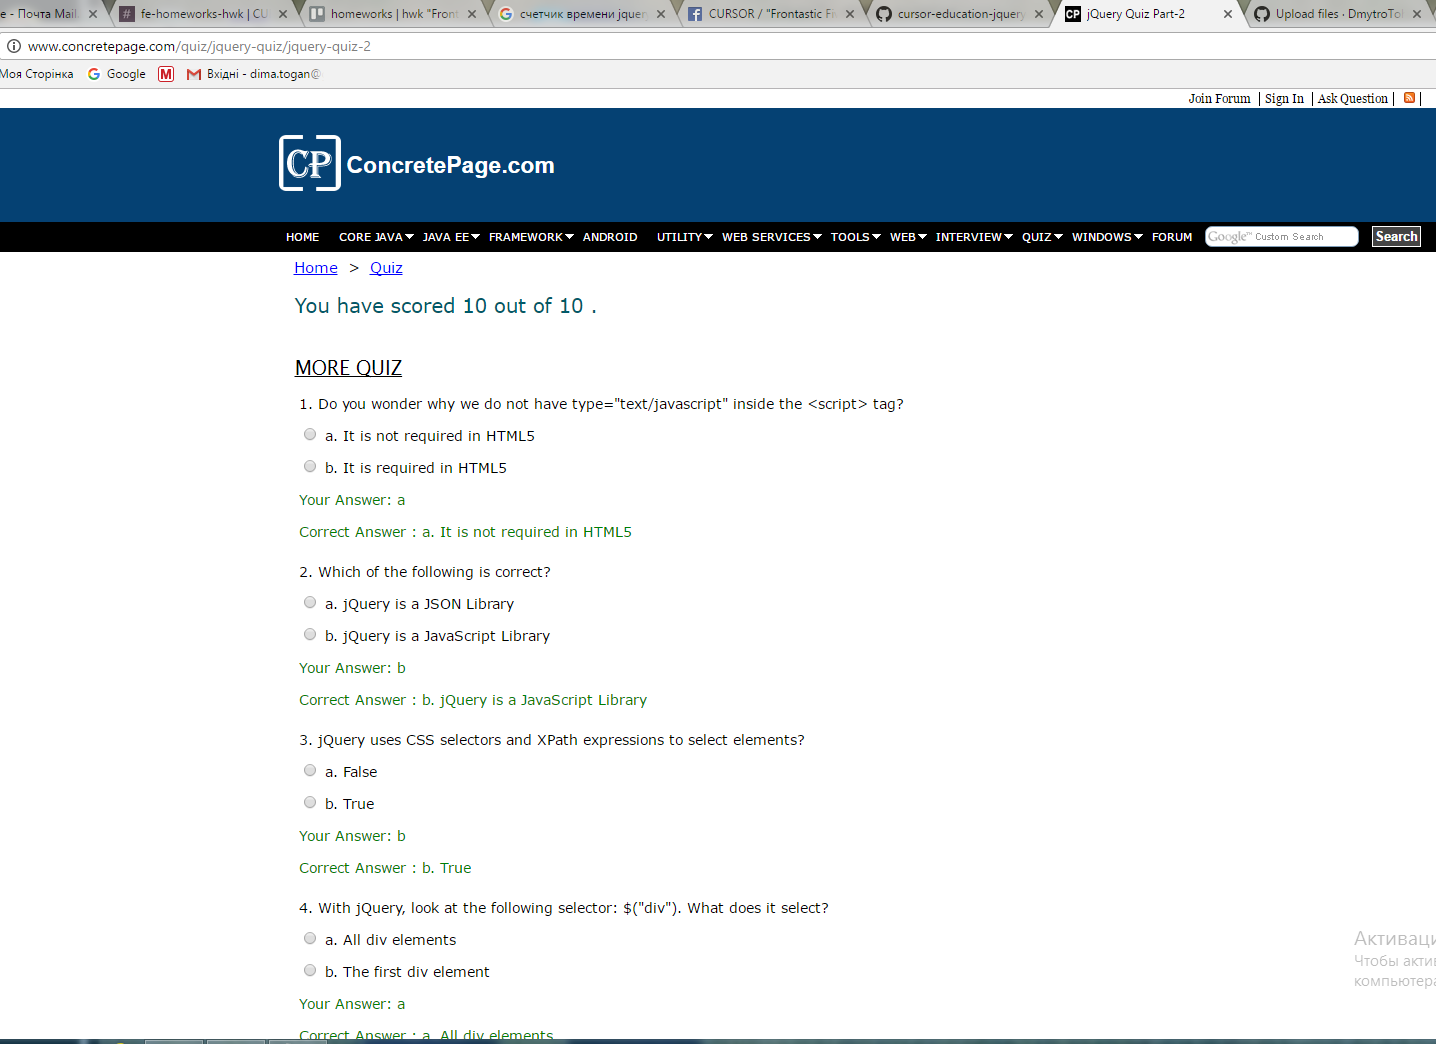 e - Почта Mail.
fe-homeworks-hwk | CU
homeworks | hwk "Front
счетчик времени jquery
CURSOR / "Frontastic Fi
cursor-education-jquery
jQuery Quiz Part-2
Upload files · DmytroTo
www.concretepage.com/quiz/jquery-quiz/jquery-quiz-2
Моя Сторінка Google M Вхідні - dima.togan@
Join Forum | Sign In | Ask Question | |
CP ConcretePage.com
HOME CORE JAVA JAVA EE FRAMEWORK ANDROID UTILITY WEB SERVICES TOOLS WEB INTERVIEW QUIZ WINDOWS FORUM Google™ Custom Search Search
Home > Quiz
You have scored 10 out of 10 .
MORE QUIZ
1. Do you wonder why we do not have type="text/javascript" inside the <script> tag?
a. It is not required in HTML5
b. It is required in HTML5
Your Answer: a
Correct Answer : a. It is not required in HTML5
2. Which of the following is correct?
a. jQuery is a JSON Library
b. jQuery is a JavaScript Library
Your Answer: b
Correct Answer : b. jQuery is a JavaScript Library
3. jQuery uses CSS selectors and XPath expressions to select elements?
a. False
b. True
Your Answer: b
Correct Answer : b. True
4. With jQuery, look at the following selector: $("div"). What does it select?
a. All div elements
b. The first div element
Your Answer: a
Correct Answer : a. All div elements
Активаци
Чтобы акти
компьютера